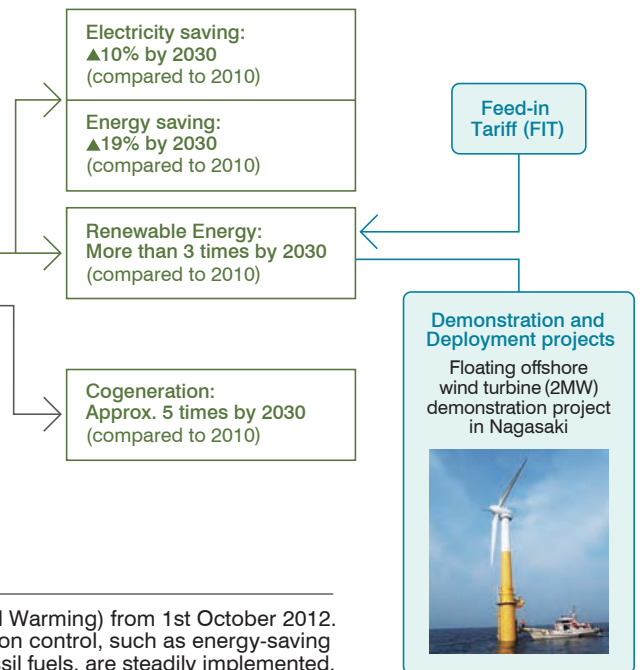 Electricity saving:
▲10% by 2030
(compared to 2010)
Energy saving:
▲19% by 2030
(compared to 2010)
Feed-in
Tariff (FIT)
Renewable Energy:
More than 3 times by 2030
(compared to 2010)
Demonstration and
Deployment projects
Floating offshore
wind turbine (2MW)
demonstration project
in Nagasaki
Cogeneration:
Approx. 5 times by 2030
(compared to 2010)
Warming) from 1st October 2012.
on control, such as energy-saving
fuels, are steadily implemented.